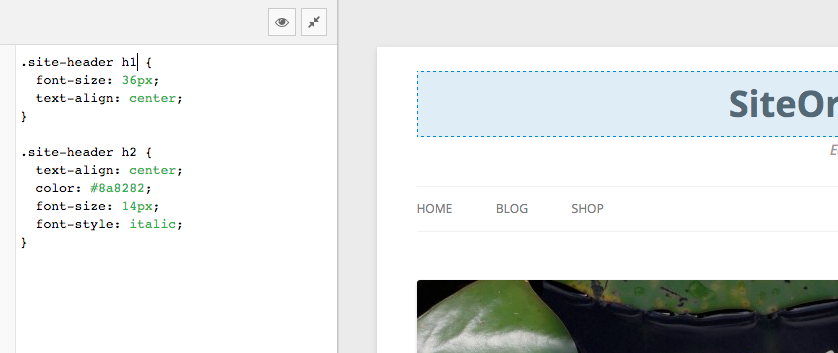 .site-header h1 {
  font-size: 36px;
  text-align: center;
}

.site-header h2 {
  text-align: center;
  color: #8a8282;
  font-size: 14px;
  font-style: italic;
}
SiteOr
E
HOME BLOG SHOP